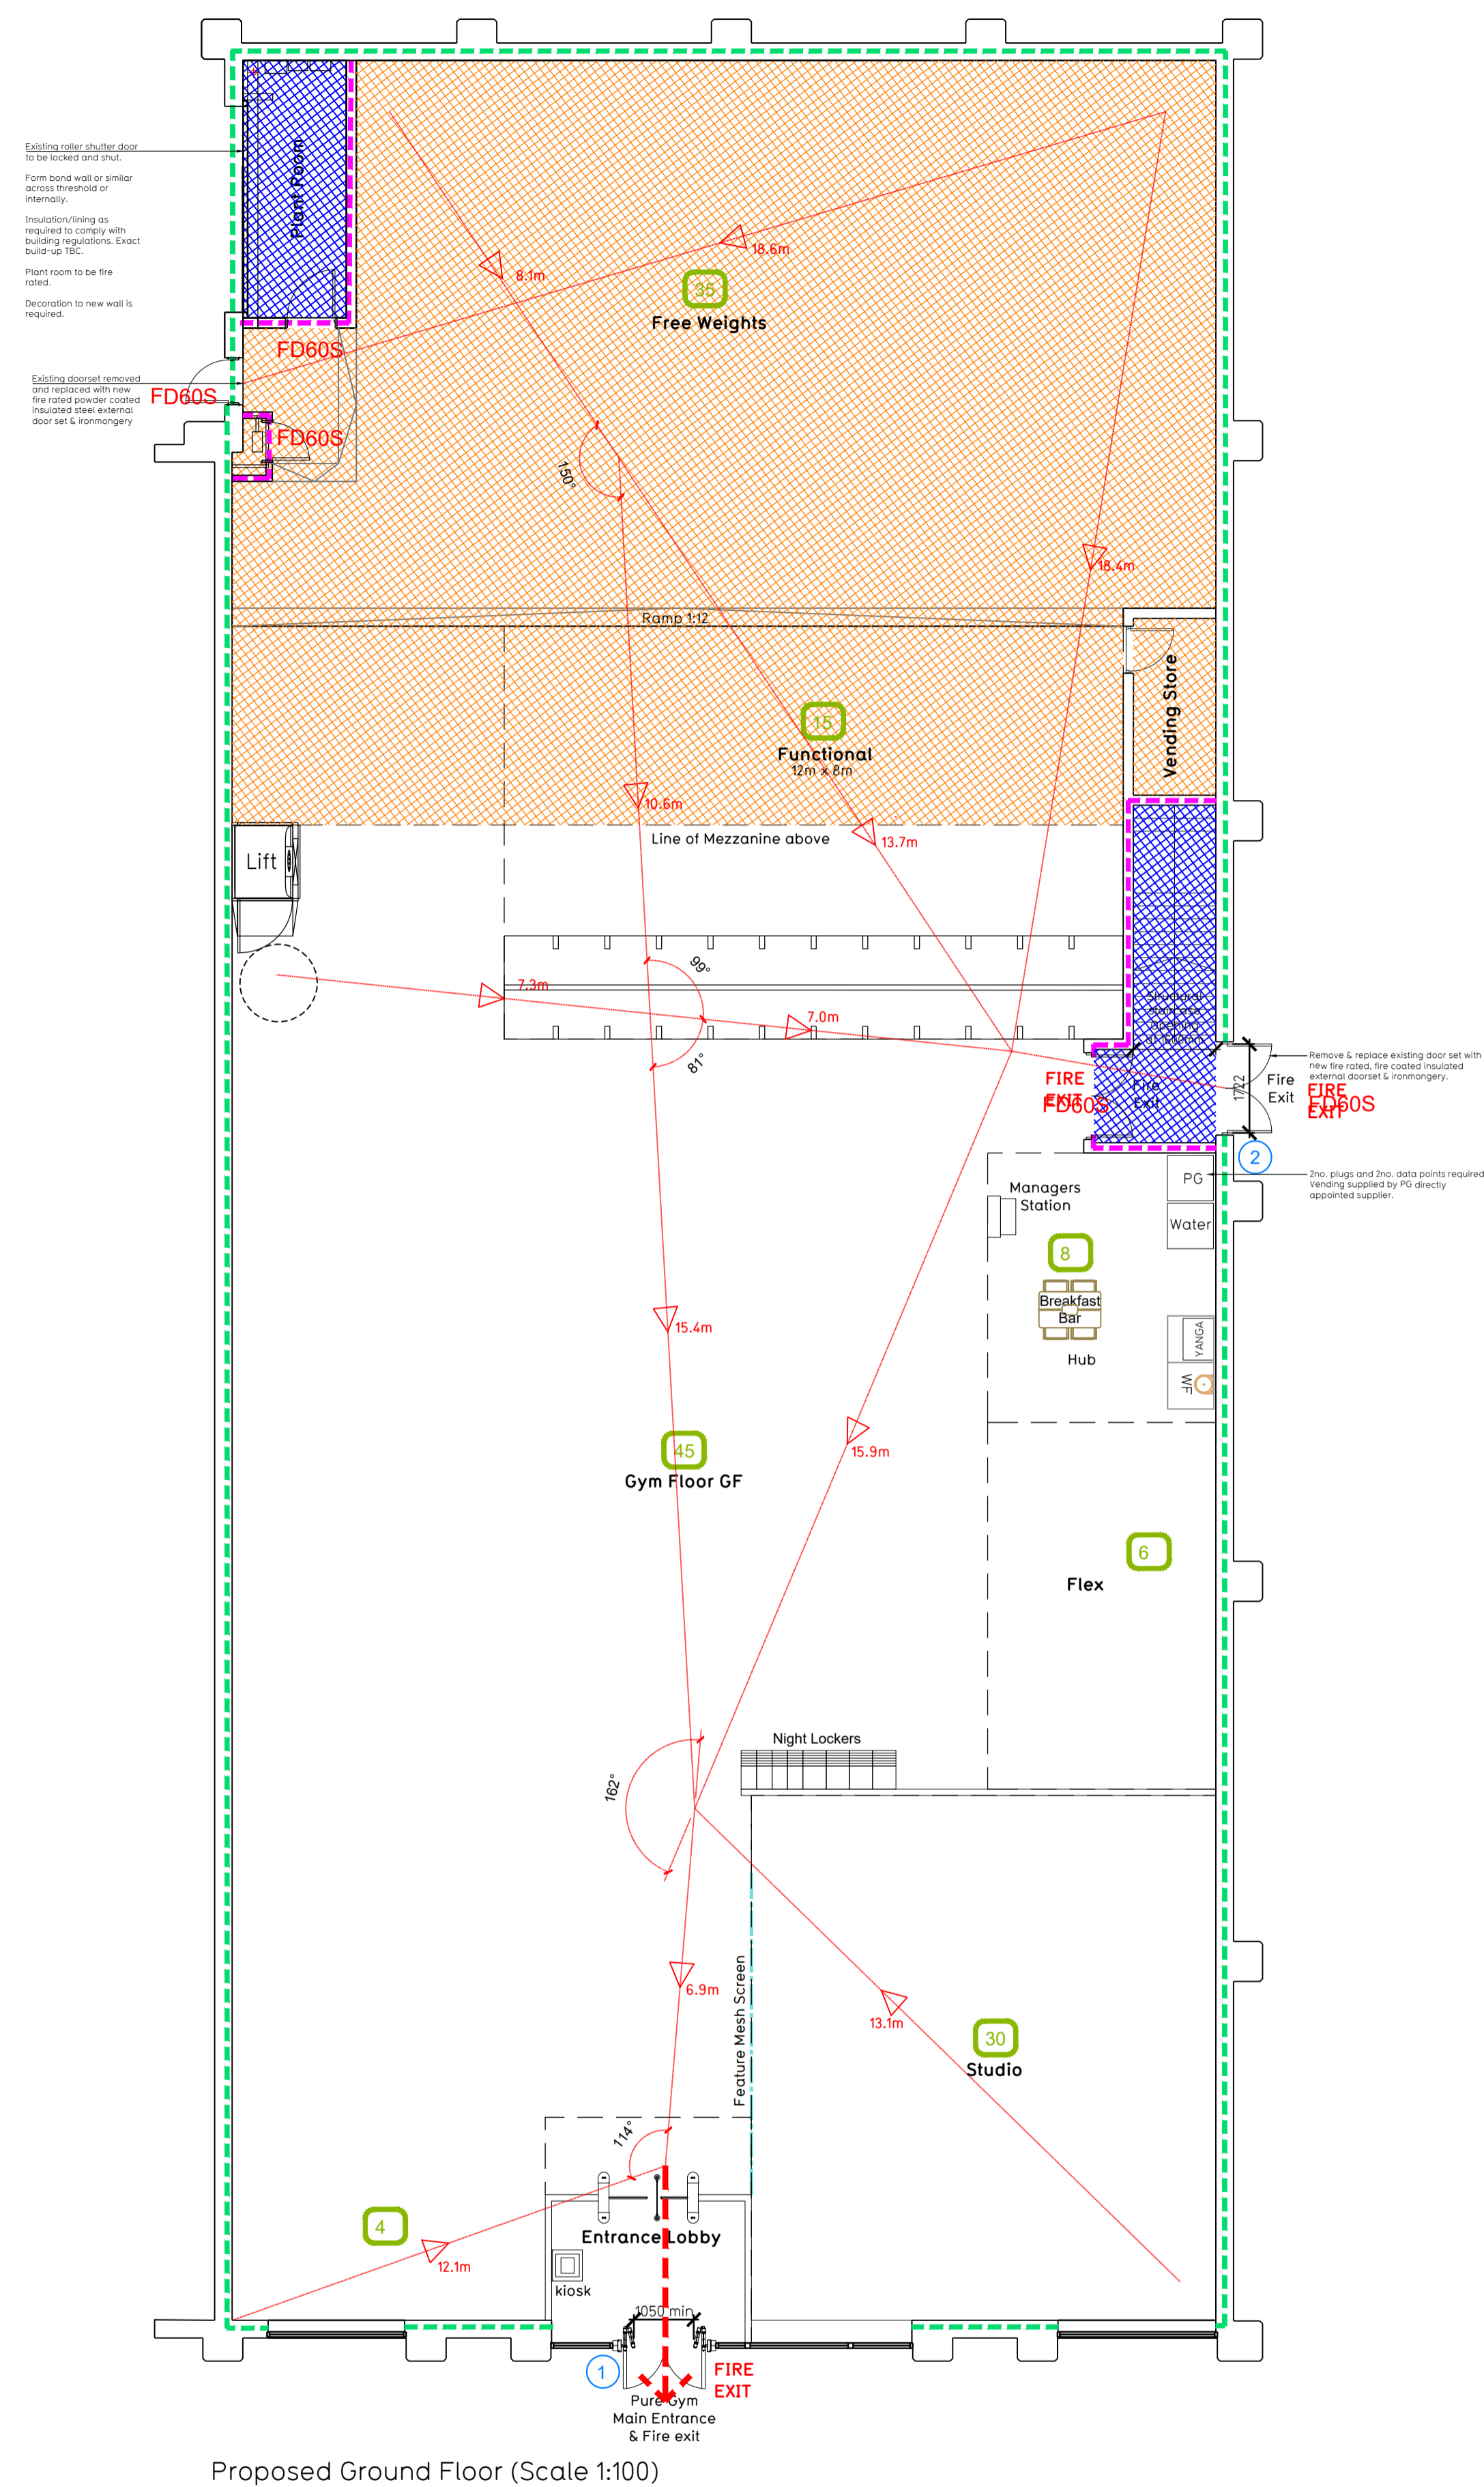 Existing roller shutter door
to be locked and shut.
Form bond wall or similar
across threshold or
internally.
Insulation/lining as
required to comply with
building regulations. Exact
build-up TBC.
Plant room to be fire
rated.
Decoration to new wall is
required.
Plant Room
18.6m
8.1m
35
Free Weights
FD60S
Existing doorset removed
and replaced with new
fire rated powder coated
insulated steel external
door set & ironmongery
FD60S
FD60S
150°
18.4m
Ramp 1:12
Vending Store
15
Functional
12m x 8m
10.6m
Line of Mezzanine above
13.7m
Lift
99°
7.3m
7.0m
81°
Structural
staircase
opening
at 1600mm
FIRE
EXIT
FD60S
Fire
Exit
1722
Fire
Exit
Remove & replace existing door set with
new fire rated, fire coated insulated
external doorset & ironmongery.
FIRE
EXIT
FD60S
2
2no. plugs and 2no. data points required
Vending supplied by PG directly
appointed supplier.
PG
Managers
Station
Water
8
Breakfast
Bar
YANGA
Hub
WF
15.4m
15.9m
45
Gym Floor GF
6
Flex
Night Lockers
162°
6.9m
Feature Mesh Screen
13.1m
30
Studio
114°
4
12.1m
Entrance Lobby
kiosk
1050 min
1
FIRE
EXIT
Pure Gym
Main Entrance
& Fire exit
Proposed Ground Floor (Scale 1:100)